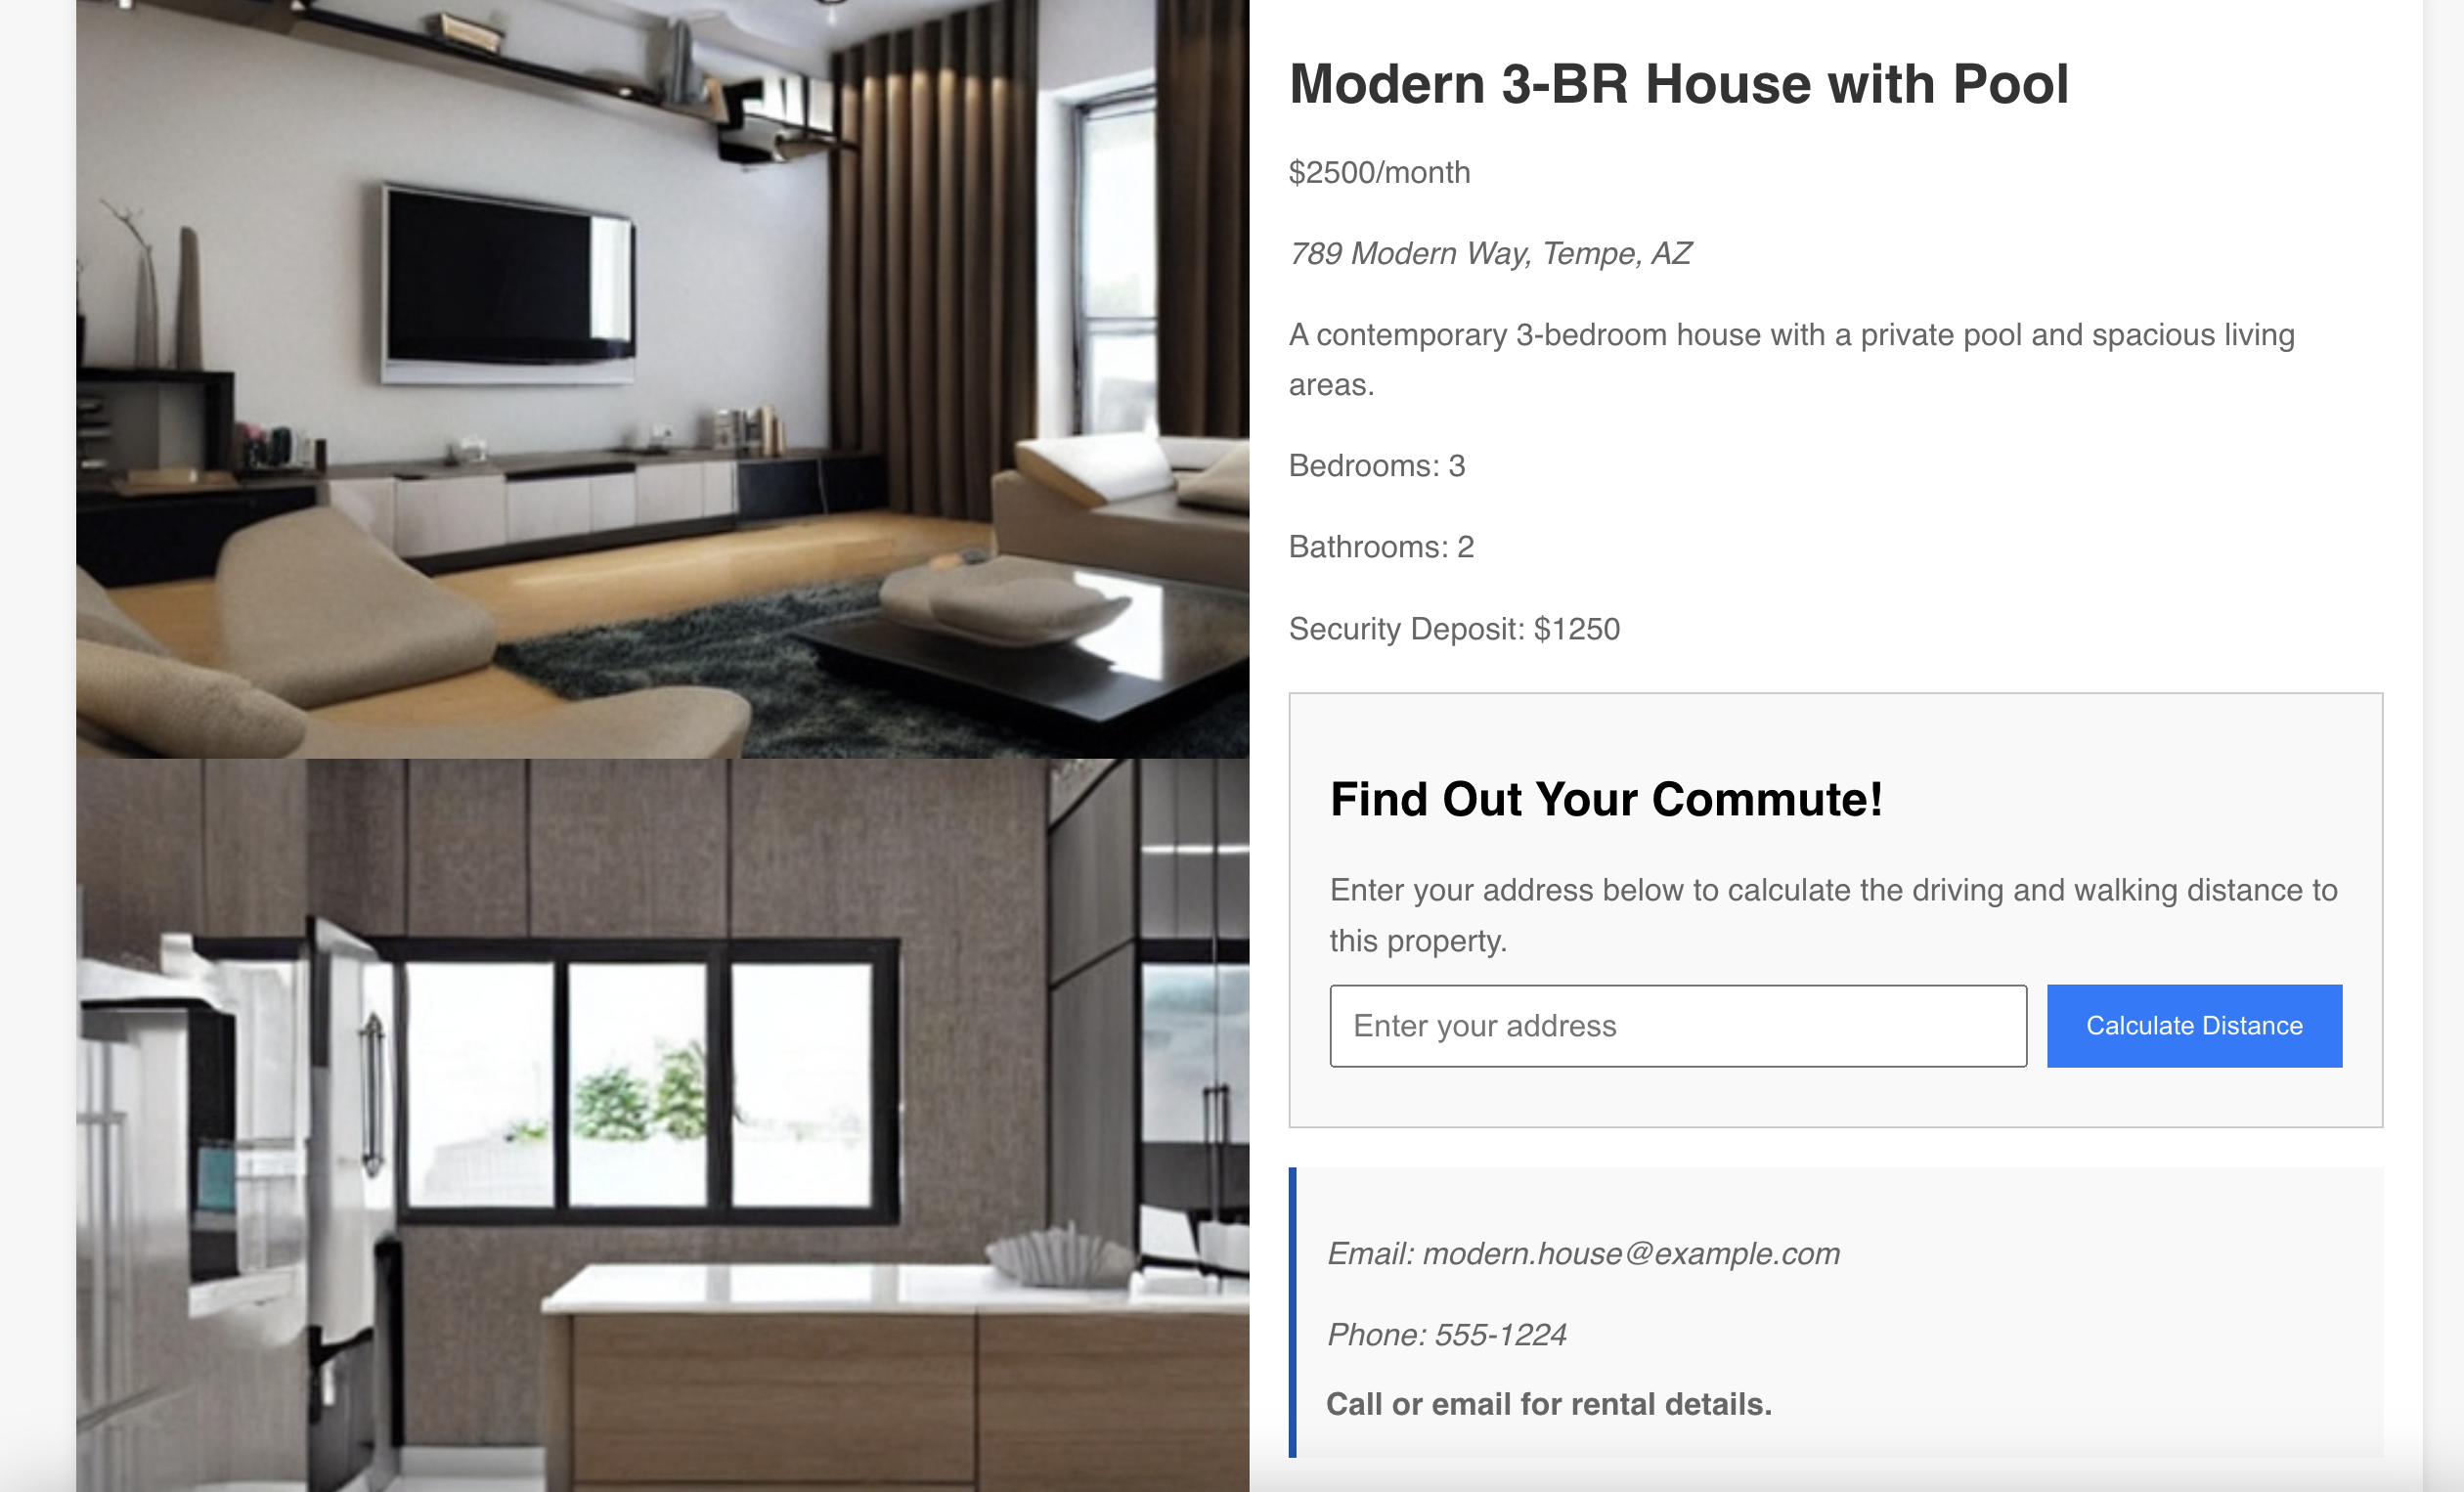 Modern 3-BR House with Pool
$2500/month
789 Modern Way, Tempe, AZ
A contemporary 3-bedroom house with a private pool and spacious living
areas.
Bedrooms: 3
Bathrooms: 2
Security Deposit: $1250
Find Out Your Commute!
Enter your address below to calculate the driving and walking distance to
this property.
Enter your address
Calculate Distance
Email: modern.house@example.com
Phone: 555-1224
Call or email for rental details.